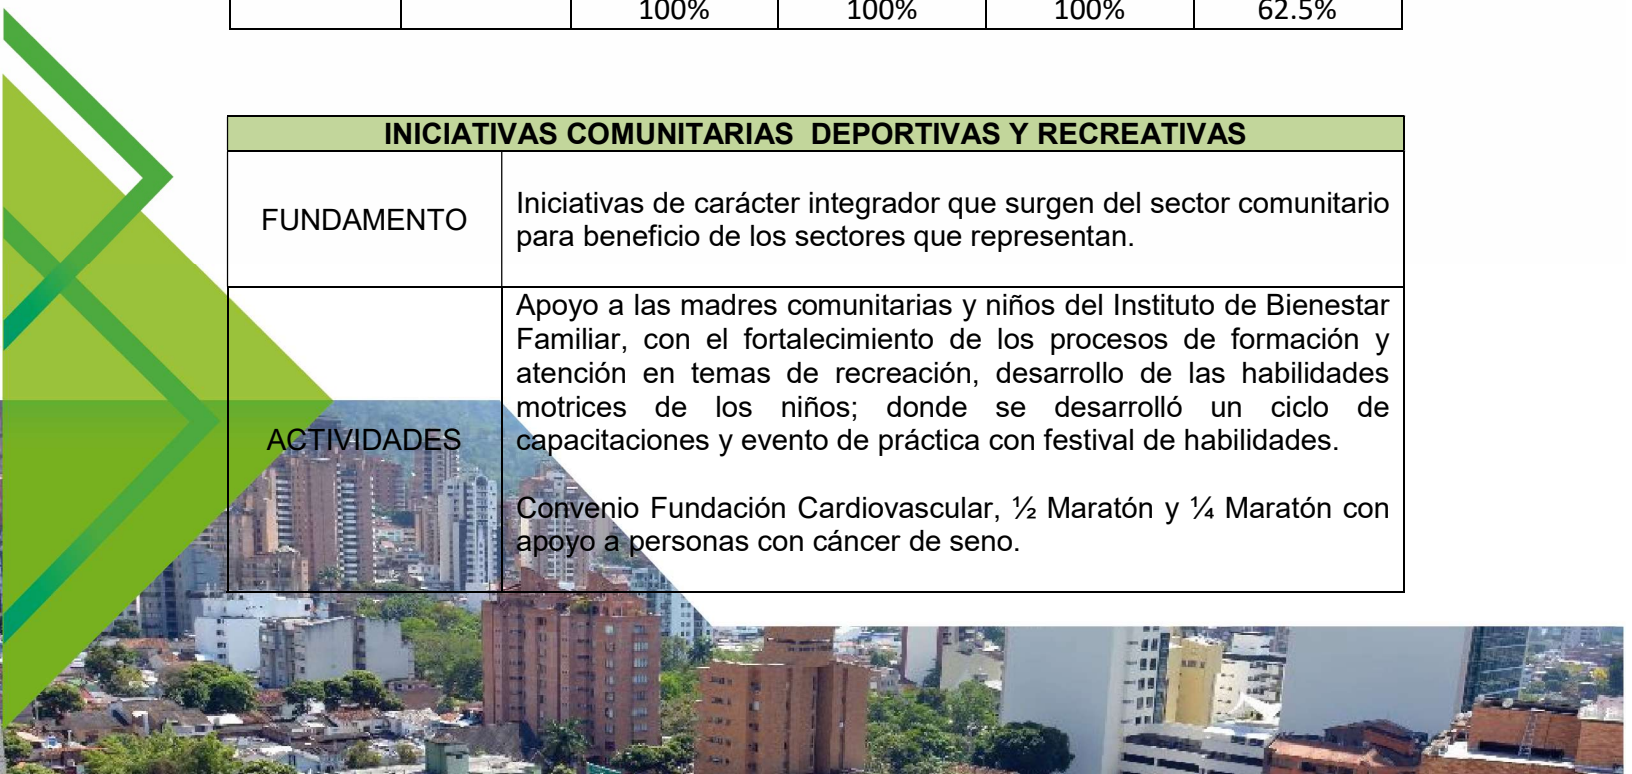 100% 100% 100% 62.5%
INICIATIVAS COMUNITARIAS DEPORTIVAS Y RECREATIVAS
FUNDAMENTO
Iniciativas de carácter integrador que surgen del sector comunitario
para beneficio de los sectores que representan.
ACTIVIDADES
Apoyo a las madres comunitarias y niños del Instituto de Bienestar
Familiar, con el fortalecimiento de los procesos de formación y
atención en temas de recreación, desarrollo de las habilidades
motrices de los niños; donde se desarrolló un ciclo de
capacitaciones y evento de práctica con festival de habilidades.
Convenio Fundación Cardiovascular, ½ Maratón y ¼ Maratón con
apoyo a personas con cáncer de seno.